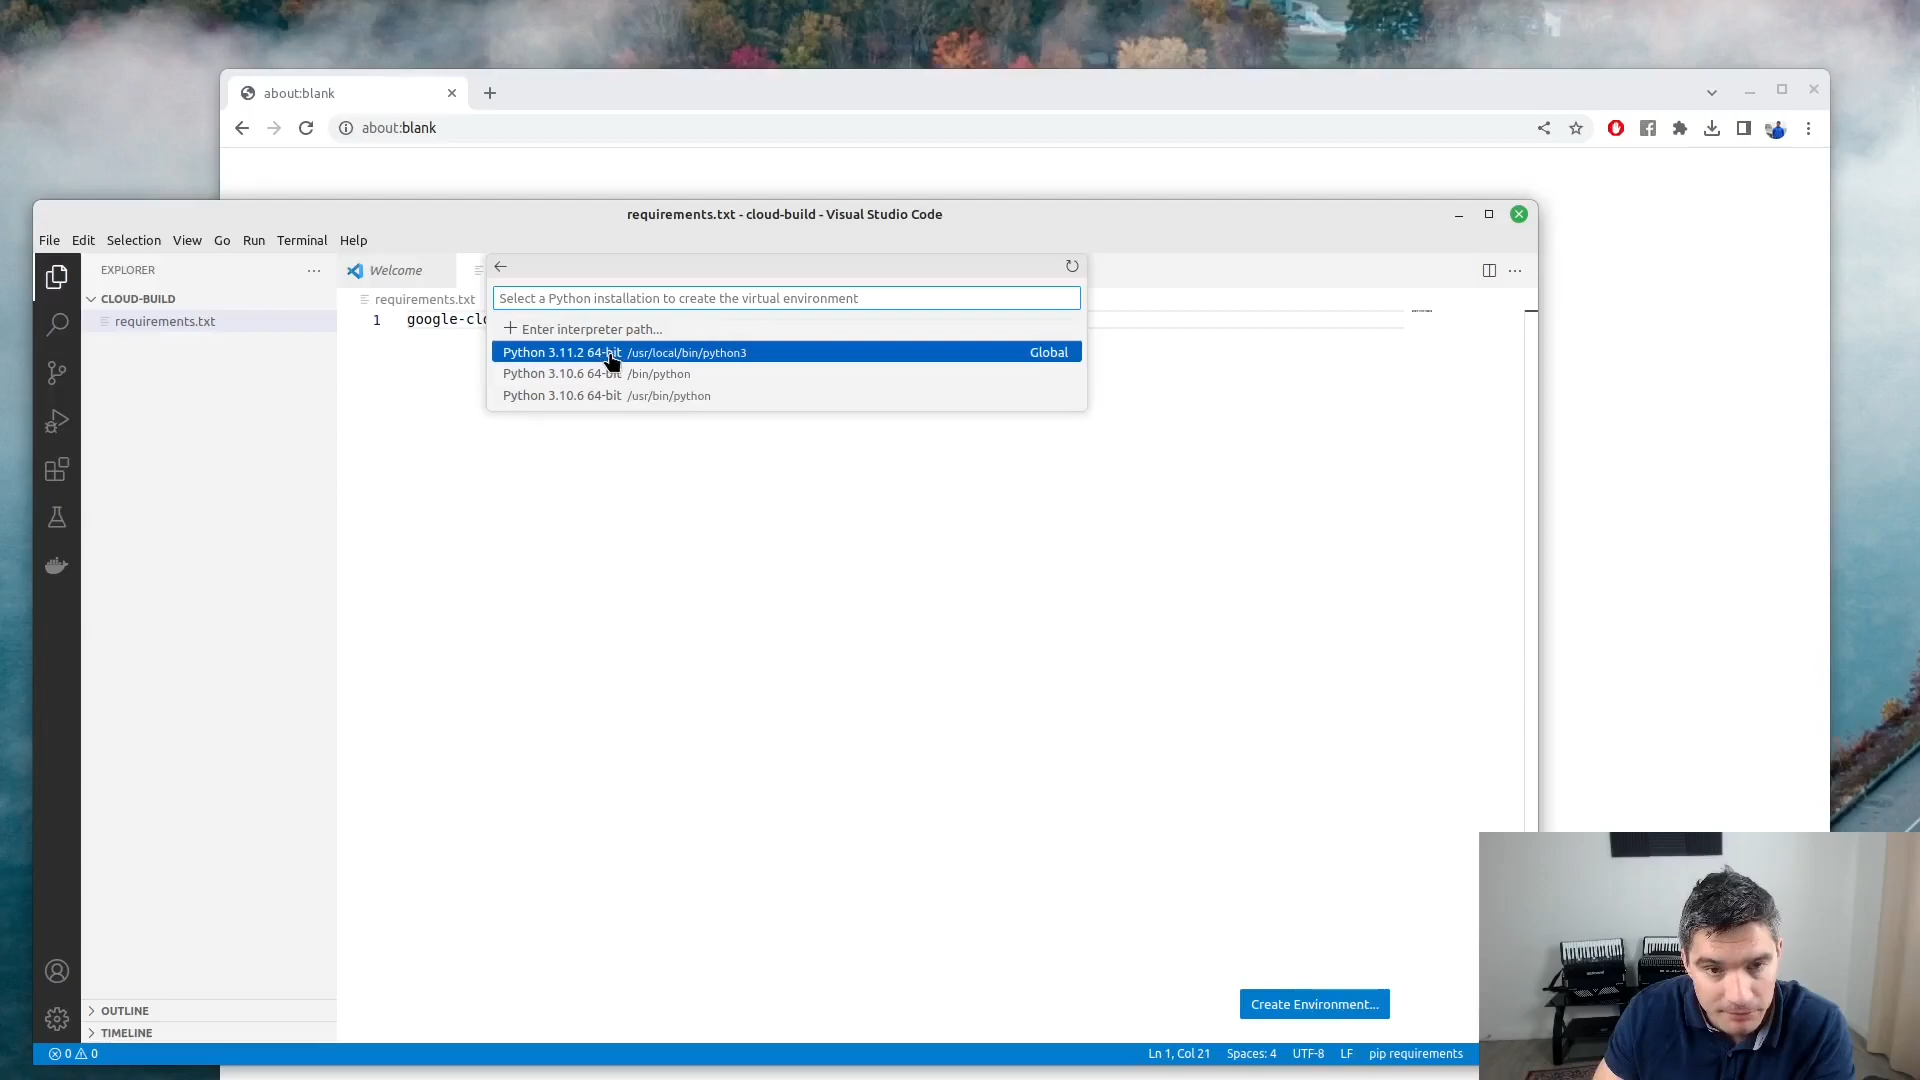 about:blank
about:blank
requirements.txt - cloud-build - Visual Studio Code
File Edit Selection View Go Run Terminal Help
EXPLORER
CLOUD-BUILD
requirements.txt
OUTLINE
TIMELINE
Welcome
requirements.txt
1 google-clo
Select a Python installation to create the virtual environment
Enter interpreter path...
Python 3.11.2 64-bit /usr/local/bin/python3 Global
Python 3.10.6 64-bit /bin/python
Python 3.10.6 64-bit /usr/bin/python
Create Environment...
0 0 Ln 1, Col 21 Spaces: 4 UTF-8 LF pip requirements